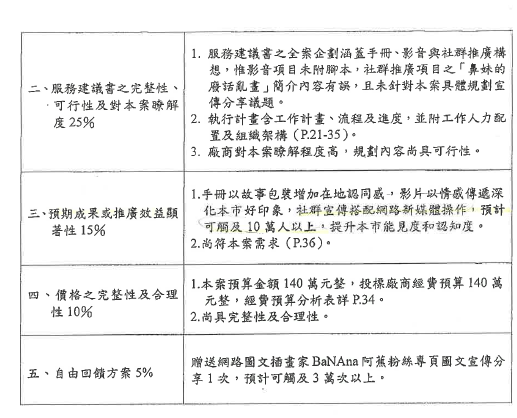 二、服務建議書之完整性、
可行性及對本案瞭解
度 25%
1. 服務建議書之全案企劃涵蓋手冊、影音與社群推廣構
想，惟影音項目未附腳本，社群推廣項目之「鼻妹的
廢話亂畫」簡介內容有誤，且未針對本案具體規劃宣
傳分享議題。
2. 執行計畫含工作計畫、流程及進度，並附工作人力配
置及組織架構（P.21-35）。
3. 廠商對本案瞭解程度高，規劃內容尚具可行性。
三、預期成果或推廣效益顯
著性 15%
1.手冊以故事包裝增加在地認同感，影片以情感傳遞深
化本市好印象，社群宣傳搭配網路新媒體操作，預計
可觸及 10 萬人以上，提升本市能見度和認知度。
2.尚符本案需求（P.36）。
四、價格之完整性及合理
性 10%
1.本案預算金額 140 萬元整，投標廠商經費預算 140 萬
元整，經費預算分析表詳 P.34。
2.尚具完整性及合理性。
五、自由回饋方案 5%
贈送網路圖文插畫家 BaNAna 阿蕉粉絲專頁圖文宣傳分
享 1 次，預計可觸及 3 萬次以上。